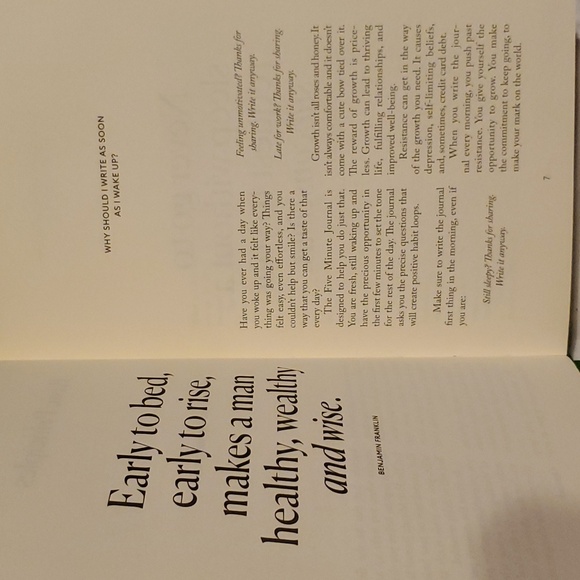 Early to bed,
early to rise,
makes a man
healthy, wealthy
and wise.
BENJAMIN FRANKLIN
WHY SHOULD I WRITE AS SOON
AS I WAKE UP?
Have you ever had a day when
you woke up and it felt like every-
thing was going your way? Things
felt easy, even effortless, and you
couldn't help but smile? Is there a
way that you can get a taste of that
every day?
The Five Minute Journal is
designed to help you do just that.
You are fresh, still waking up and
have the precious opportunity in
the first few minutes to set the tone
for the rest of the day. The journal
asks you the precise questions that
will create positive habit loops.
Make sure to write the journal
first thing in the morning, even if
you are:
Still sleepy? Thanks for sharing.
Write it anyway.
Feeling unmotivated? Thanks for
sharing. Write it anyway.
Late for work? Thanks for sharing.
Write it anyway.
Growth isn't all roses and honey. It
isn't always comfortable and it doesn't
come with a cute bow tied over it.
The reward of growth is price-
less. Growth can lead to thriving
life, fulfilling relationships, and
improved well-being.
Resistance can get in the way
of the growth you need. It causes
depression, self-limiting beliefs,
and, sometimes, credit card debt.
When you write the jour-
nal every morning, you push past
resistance. You give yourself the
opportunity to grow. You make
the commitment to keep going, to
make your mark on the world.
7